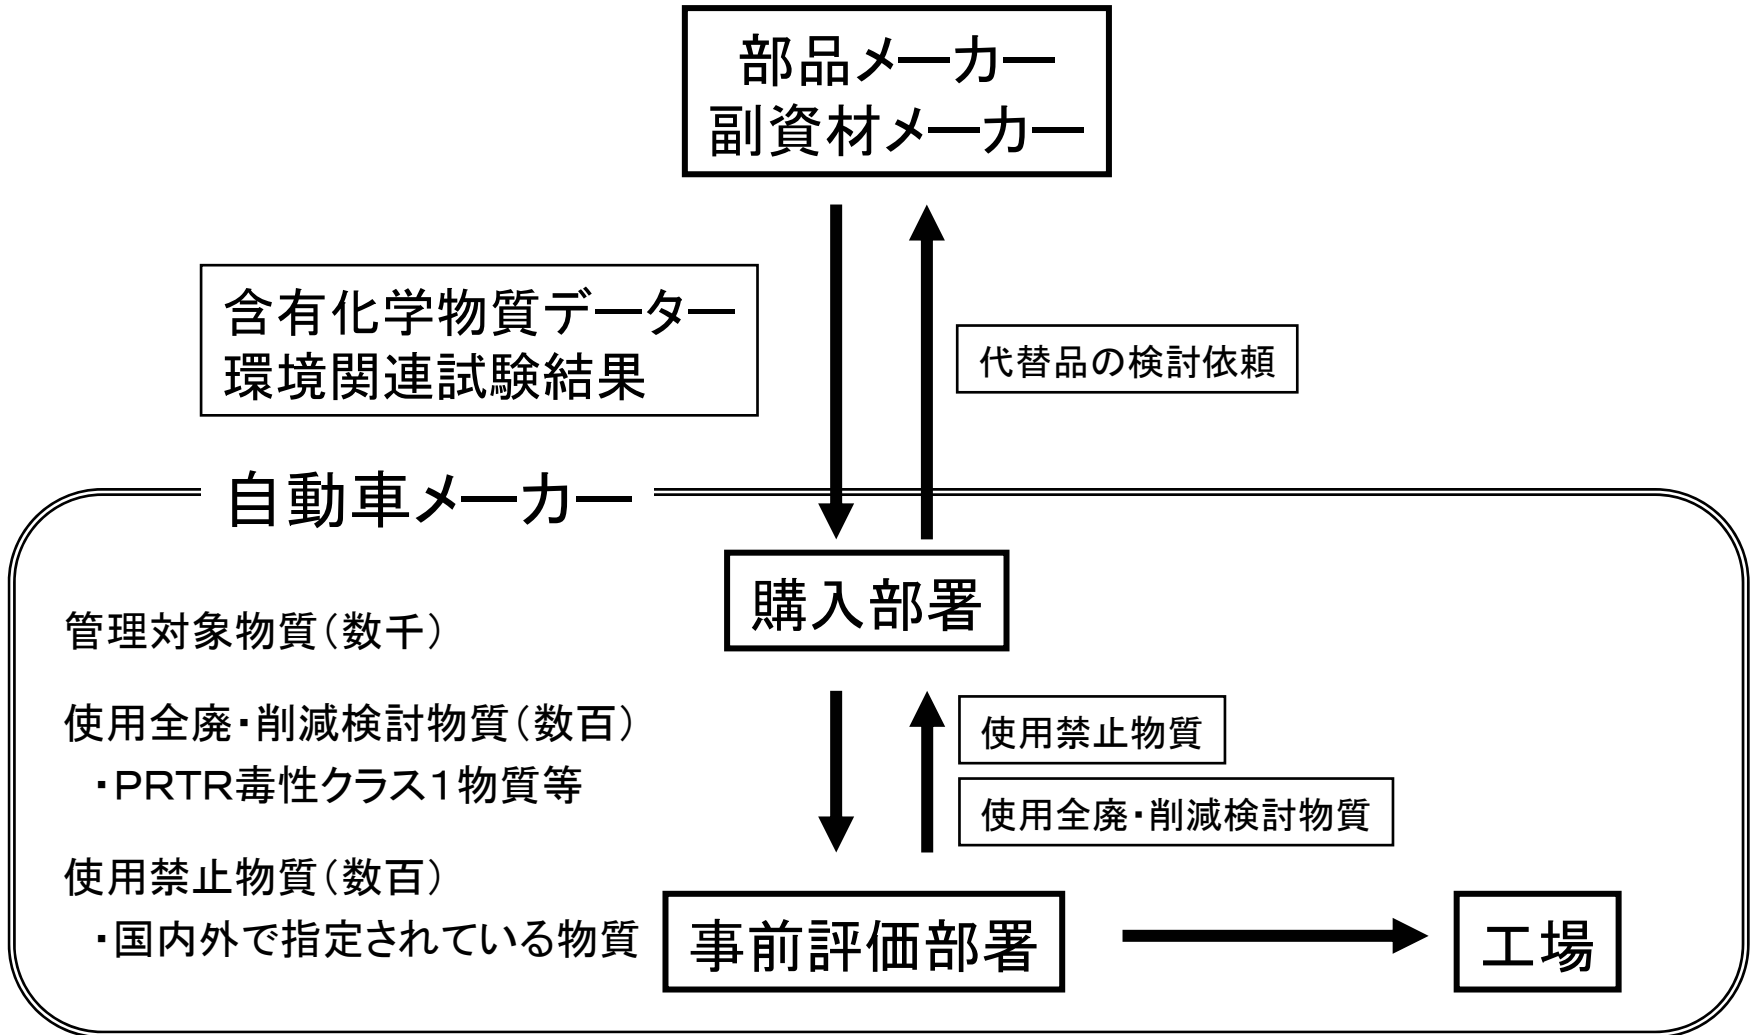 部品メーカー
副資材メーカー
含有化学物質データー
環境関連試験結果
代替品の検討依頼
自動車メーカー
購入部署
管理対象物質（数千）
使用全廃・削減検討物質（数百）
・PRTR毒性クラス1物質等
使用禁止物質（数百）
・国内外で指定されている物質
使用禁止物質
使用全廃・削減検討物質
事前評価部署
工場